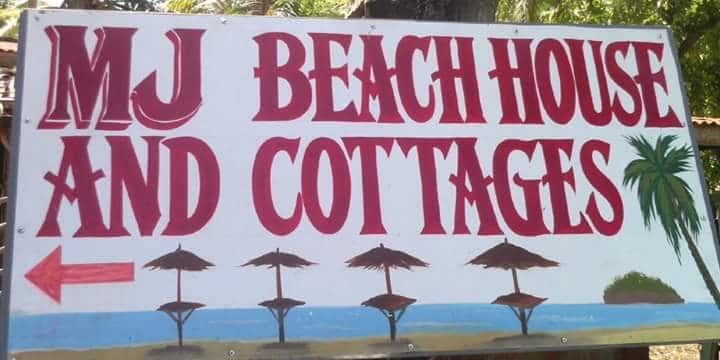 MJ BEACH HOUSE
AND COTTAGES